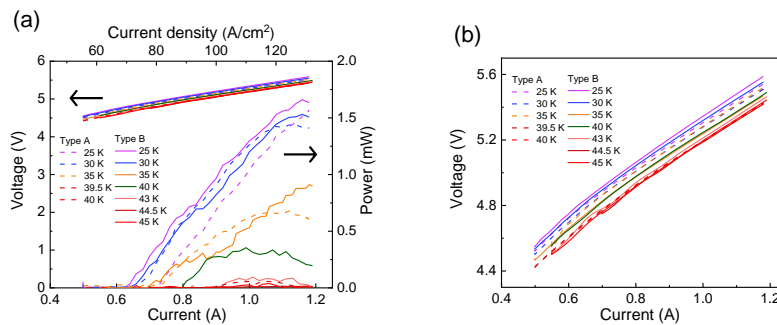 (a)
Current density (A/cm²)
60 80 100 120
6
5
4
3
2
1
0
Voltage (V)
2.0
1.5
1.0
0.5
0.0
Power (mW)
Type A
25 K
30 K
35 K
39.5 K
40 K
Type B
25 K
30 K
35 K
40 K
43 K
44.5 K
45 K
0.4 0.6 0.8 1.0 1.2
Current (A)
(b)
5.6
5.2
4.8
4.4
Voltage (V)
Type A
25 K
30 K
35 K
39.5 K
40 K
Type B
25 K
30 K
35 K
40 K
43 K
44.5 K
45 K
0.4 0.6 0.8 1.0 1.2
Current (A)